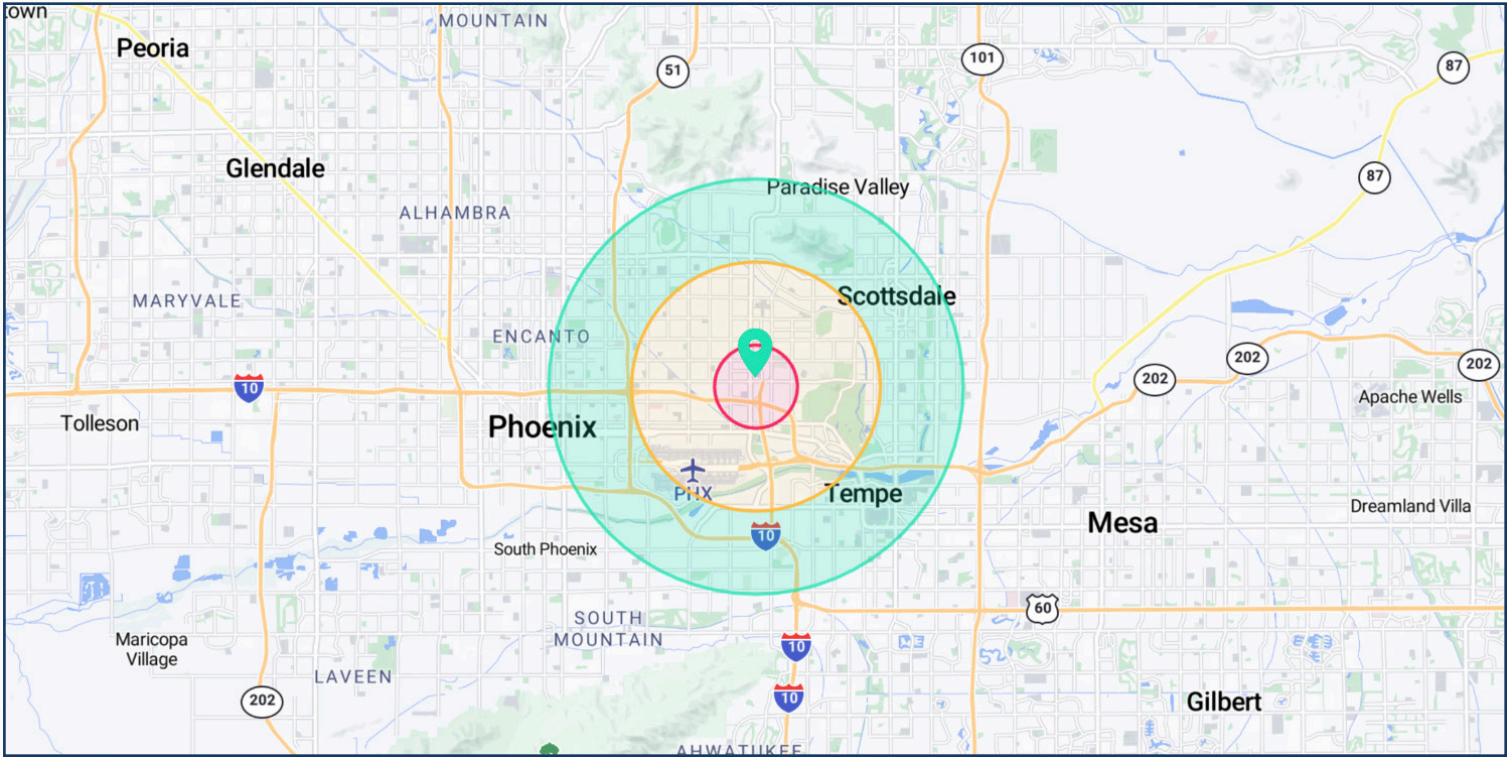 town
MOUNTAIN
Peoria
51
101
87
Glendale
87
Paradise Valley
ALHAMBRA
MARYVALE
Scottsdale
ENCANTO
202
202
202
10
Apache Wells
Tolleson
Phoenix
PHX
Tempe
Dreamland Villa
Mesa
10
South Phoenix
60
SOUTH
MOUNTAIN
Maricopa
Village
10
LAVEEN
10
202
Gilbert
AHWATUKEE